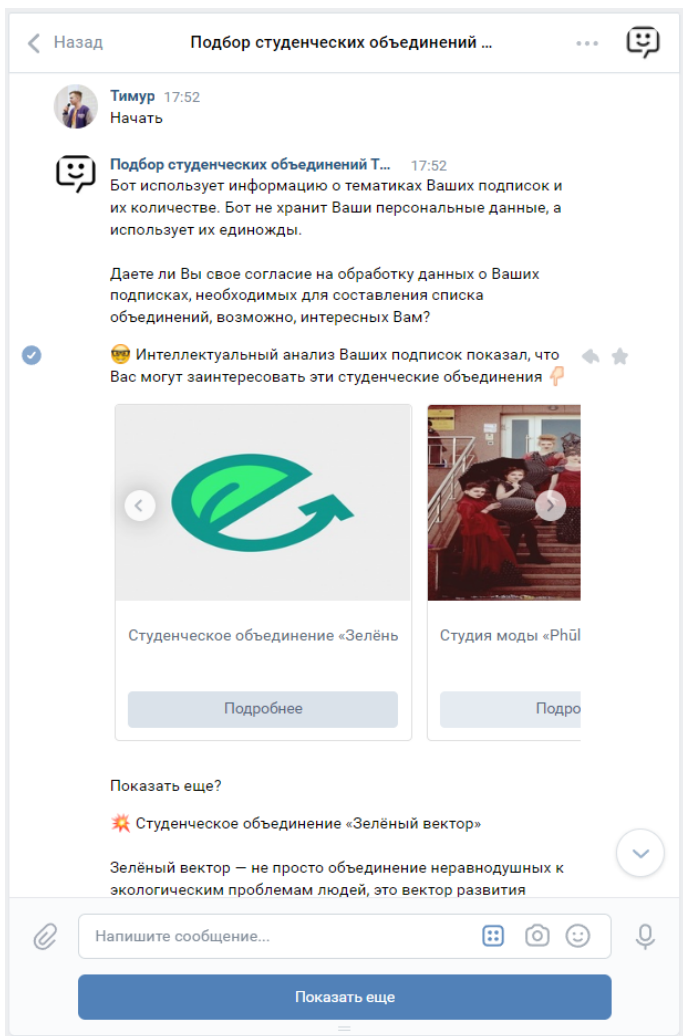 Назад
Подбор студенческих объединений ...
Тимур 17:52
Начать
Подбор студенческих объединений Т... 17:52
Бот использует информацию о тематиках Ваших подписок и
их количестве. Бот не хранит Ваши персональные данные, а
использует их единожды.
Даете ли Вы свое согласие на обработку данных о Ваших
подписках, необходимых для составления списка
объединений, возможно, интересных Вам?
🤓 Интеллектуальный анализ Ваших подписок показал, что
Вас могут заинтересовать эти студенческие объединения 👇🏻
Студенческое объединение «Зелёнь
Студия моды «Phūl
Подробнее
Подро
Показать еще?
💥 Студенческое объединение «Зелёный вектор»
Зелёный вектор — не просто объединение неравнодушных к
экологическим проблемам людей, это вектор развития
Напишите сообщение...
Показать еще